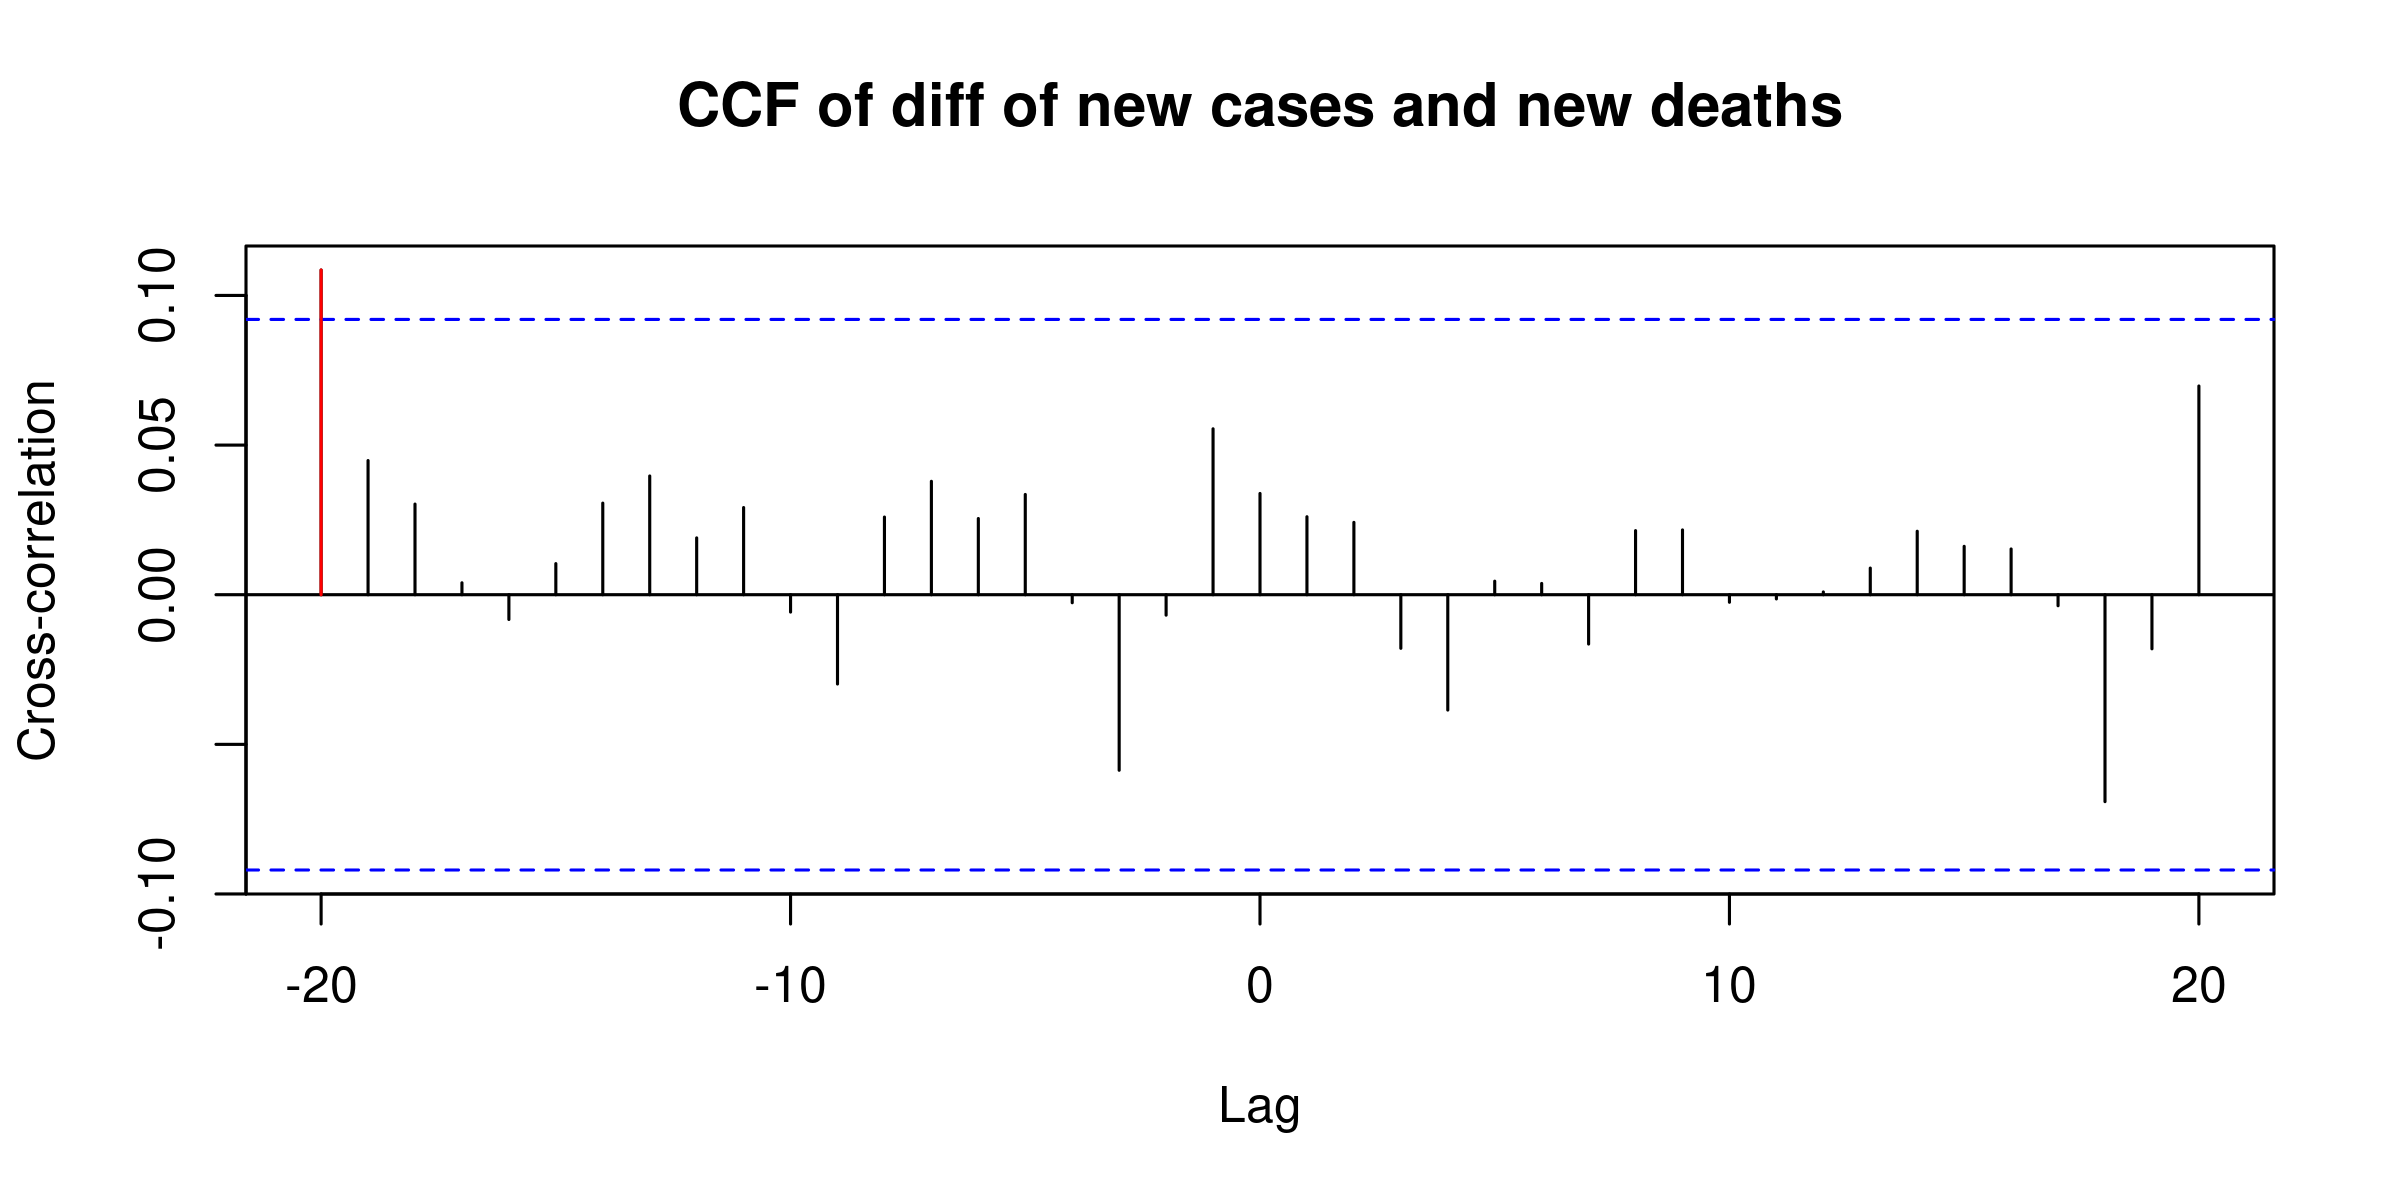 CCF of diff of new cases and new deaths
Cross-correlation
0.10
0.05
0.00
-0.10
-20 -10 0 10 20
Lag